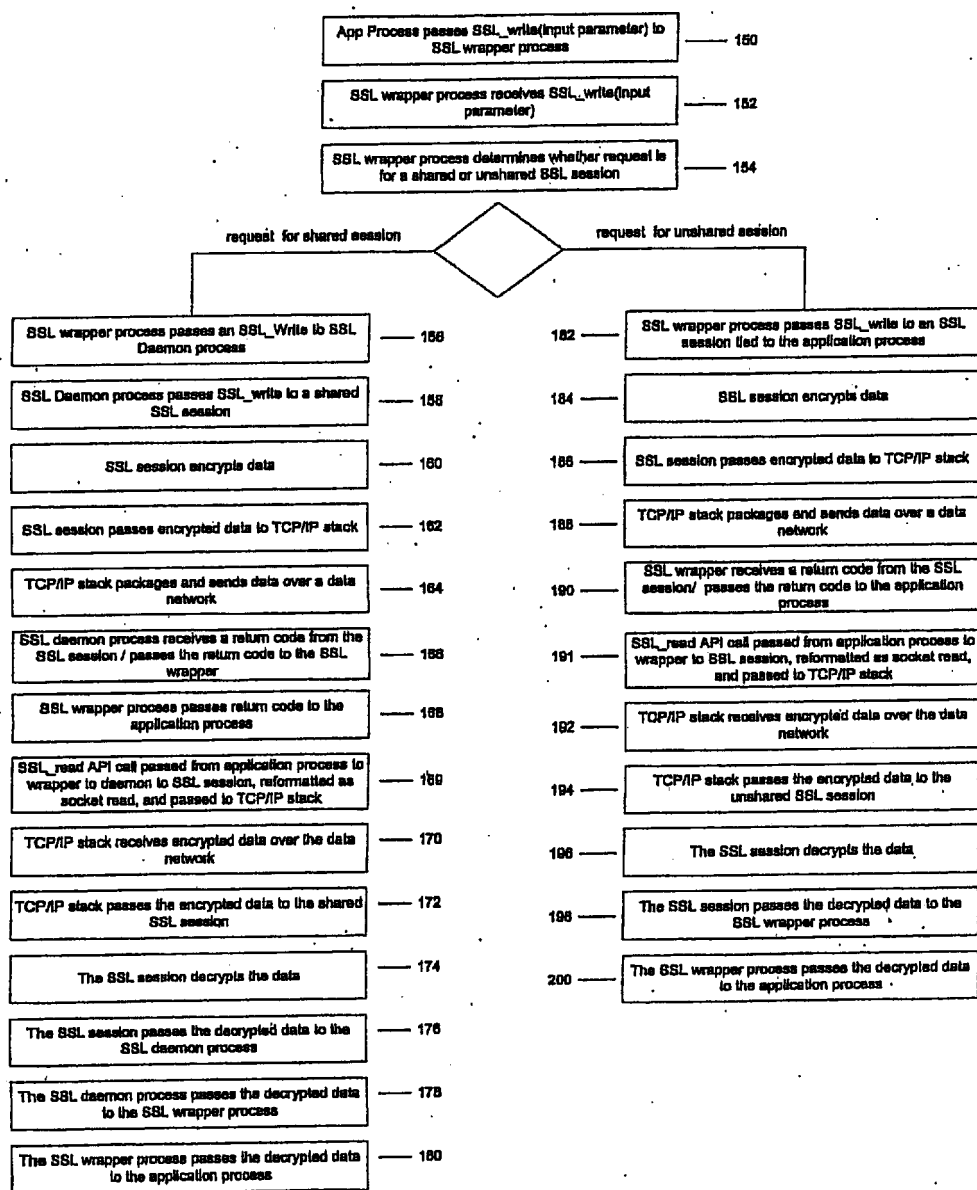 App Process passes SSL_write(input parameter) to
SSL wrapper process
150
SSL wrapper process receives SSL_write(input
parameter)
152
SSL wrapper process determines whether request is
for a shared or unshared SSL session
154
request for shared session
request for unshared session
SSL wrapper process passes an SSL_Write to SSL
Daemon process
156
SSL Daemon process passes SSL_write to a shared
SSL session
158
SSL session encrypts data
160
SSL session passes encrypted data to TCP/IP stack
162
TCP/IP stack packages and sends data over a data
network
164
SSL daemon process receives a return code from the
SSL session / passes the return code to the SSL
wrapper
166
SSL wrapper process passes return code to the
application process
168
SSL_read API call passed from application process to
wrapper to daemon to SSL session, reformatted as
socket read, and passed to TCP/IP stack
169
TCP/IP stack receives encrypted data over the data
network
170
TCP/IP stack passes the encrypted data to the shared
SSL session
172
The SSL session decrypts the data
174
The SSL session passes the decrypted data to the
SSL daemon process
176
The SSL daemon process passes the decrypted data
to the SSL wrapper process
178
The SSL wrapper process passes the decrypted data
to the application process
180
182
SSL wrapper process passes SSL_write to an SSL
session tied to the application process
184
SSL session encrypts data
186
SSL session passes encrypted data to TCP/IP stack
188
TCP/IP stack packages and sends data over a data
network
190
SSL wrapper receives a return code from the SSL
session/ passes the return code to the application
process
191
SSL_read API call passed from application process to
wrapper to SSL session, reformatted as socket read,
and passed to TCP/IP stack
192
TCP/IP stack receives encrypted data over the data
network
194
TCP/IP stack passes the encrypted data to the
unshared SSL session
196
The SSL session decrypts the data
198
The SSL session passes the decrypted data to the
SSL wrapper process
200
The SSL wrapper process passes the decrypted data
to the application process